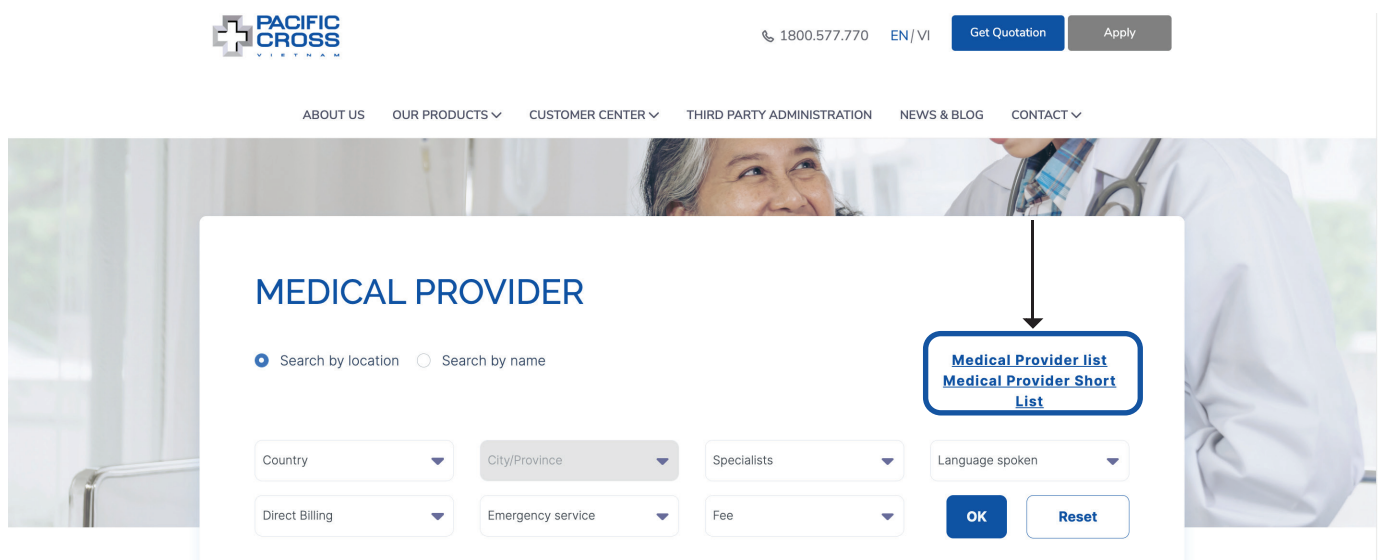 PACIFIC
CROSS
VIETNAM
1800.577.770 EN/VI Get Quotation Apply
ABOUT US OUR PRODUCTS CUSTOMER CENTER THIRD PARTY ADMINISTRATION NEWS & BLOG CONTACT
MEDICAL PROVIDER
Search by location Search by name
Medical Provider list
Medical Provider Short
List
Country City/Province Specialists Language spoken
Direct Billing Emergency service Fee OK Reset